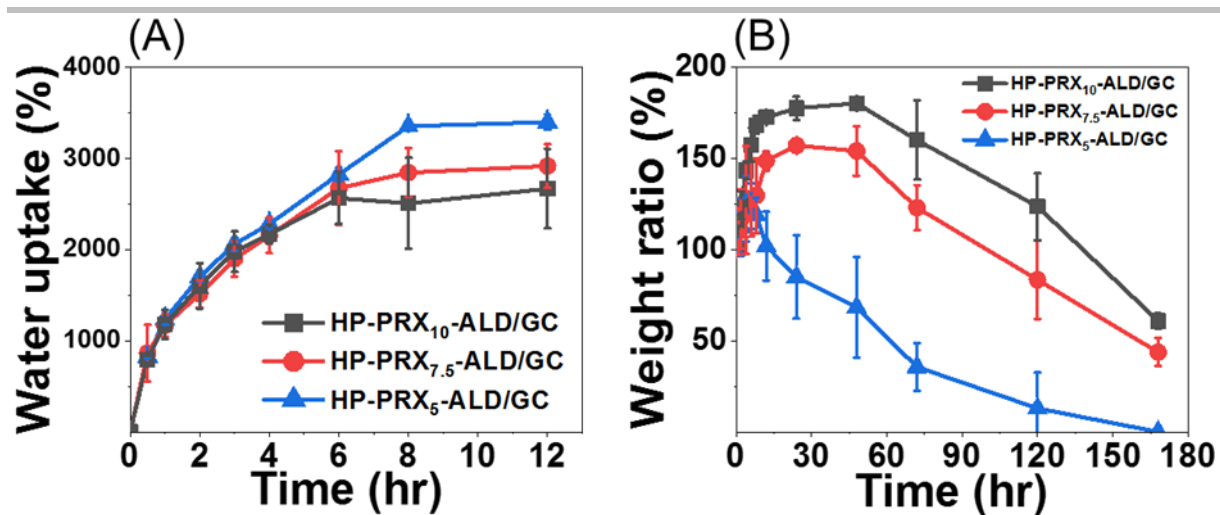 (A)
Water uptake (%)
4000
3000
2000
1000
0
2
4
6
8
10
12
Time (hr)
HP-PRX₁₀-ALD/GC
HP-PRX₇.₅-ALD/GC
HP-PRX₅-ALD/GC
(B)
Weight ratio (%)
200
150
100
50
0
30
60
90
120
150
180
Time (hr)
HP-PRX₁₀-ALD/GC
HP-PRX₇.₅-ALD/GC
HP-PRX₅-ALD/GC